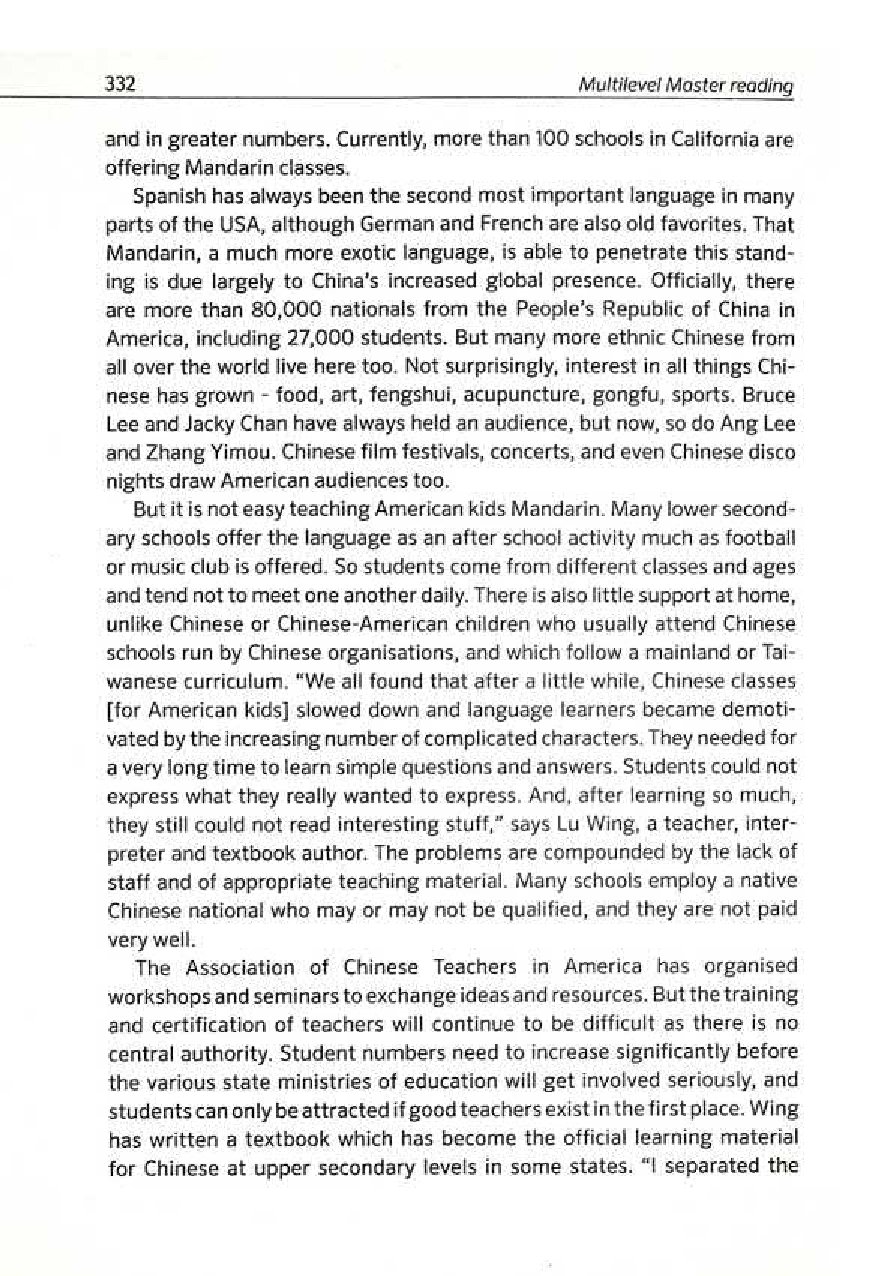 332
Multilevel Master reading
and in greater numbers. Currently, more than 100 schools in California are
offering Mandarin classes.
Spanish has always been the second most important language in many
parts of the USA, although German and French are also old favorites. That
Mandarin, a much more exotic language, is able to penetrate this stand-
ing is due largely to China's increased global presence. Officially, there
are more than 80,000 nationals from the People's Republic of China in
America, including 27,000 students. But many more ethnic Chinese from
all over the world live here too. Not surprisingly, interest in all things Chi-
nese has grown - food, art, fengshui, acupuncture, gongfu, sports. Bruce
Lee and Jacky Chan have always held an audience, but now, so do Ang Lee
and Zhang Yimou. Chinese film festivals, concerts, and even Chinese disco
nights draw American audiences too.
But it is not easy teaching American kids Mandarin. Many lower second-
ary schools offer the language as an after school activity much as football
or music club is offered. So students come from different classes and ages
and tend not to meet one another daily. There is also little support at home,
unlike Chinese or Chinese-American children who usually attend Chinese
schools run by Chinese organisations, and which follow a mainland or Tai-
wanese curriculum. "We all found that after a little while, Chinese classes
[for American kids] slowed down and language learners became demoti-
vated by the increasing number of complicated characters. They needed for
a very long time to learn simple questions and answers. Students could not
express what they really wanted to express. And, after learning so much,
they still could not read interesting stuff," says Lu Wing, a teacher, inter-
preter and textbook author. The problems are compounded by the lack of
staff and of appropriate teaching material. Many schools employ a native
Chinese national who may or may not be qualified, and they are not paid
very well.
The Association of Chinese Teachers in America has organised
workshops and seminars to exchange ideas and resources. But the training
and certification of teachers will continue to be difficult as there is no
central authority. Student numbers need to increase significantly before
the various state ministries of education will get involved seriously, and
students can only be attracted if good teachers exist in the first place. Wing
has written a textbook which has become the official learning material
for Chinese at upper secondary levels in some states. "I separated the